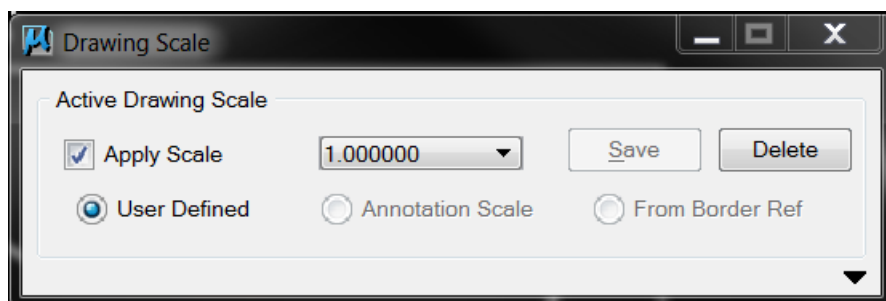 Drawing Scale
Active Drawing Scale
Apply Scale 1.000000 Save Delete
User Defined Annotation Scale From Border Ref